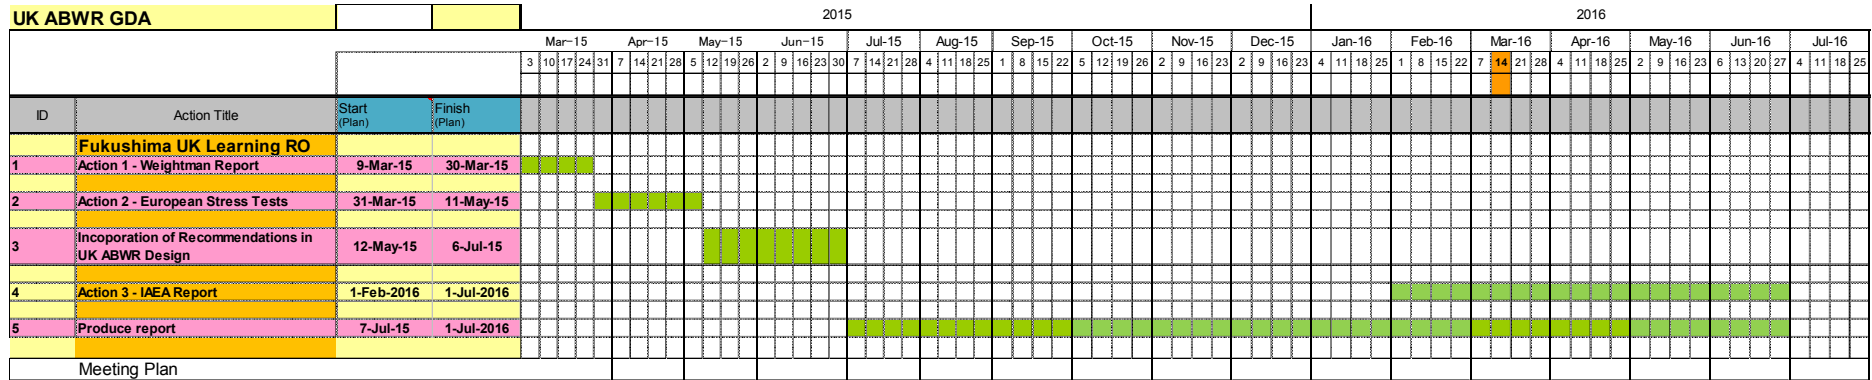 UK ABWR GDA 2015 2016
Mar-15 Apr-15 May-15 Jun-15 Jul-15 Aug-15 Sep-15 Oct-15 Nov-15 Dec-15 Jan-16 Feb-16 Mar-16 Apr-16 May-16 Jun-16 Jul-16
3 10 17 24 31 7 14 21 28 5 12 19 26 2 9 16 23 30 7 14 21 28 4 11 18 25 1 8 15 22 5 12 19 26 2 9 16 23 2 9 16 23 4 11 18 25 1 8 15 22 7 14 21 28 4 11 18 25 2 9 16 23 6 13 20 27 4 11 18 25
ID Action Title Start (Plan) Finish (Plan)
Fukushima UK Learning RO
1 Action 1 - Weightman Report 9-Mar-15 30-Mar-15
2 Action 2 - European Stress Tests 31-Mar-15 11-May-15
3 Incoporation of Recommendations in UK ABWR Design 12-May-15 6-Jul-15
4 Action 3 - IAEA Report 1-Feb-2016 1-Jul-2016
5 Produce report 7-Jul-15 1-Jul-2016
Meeting Plan